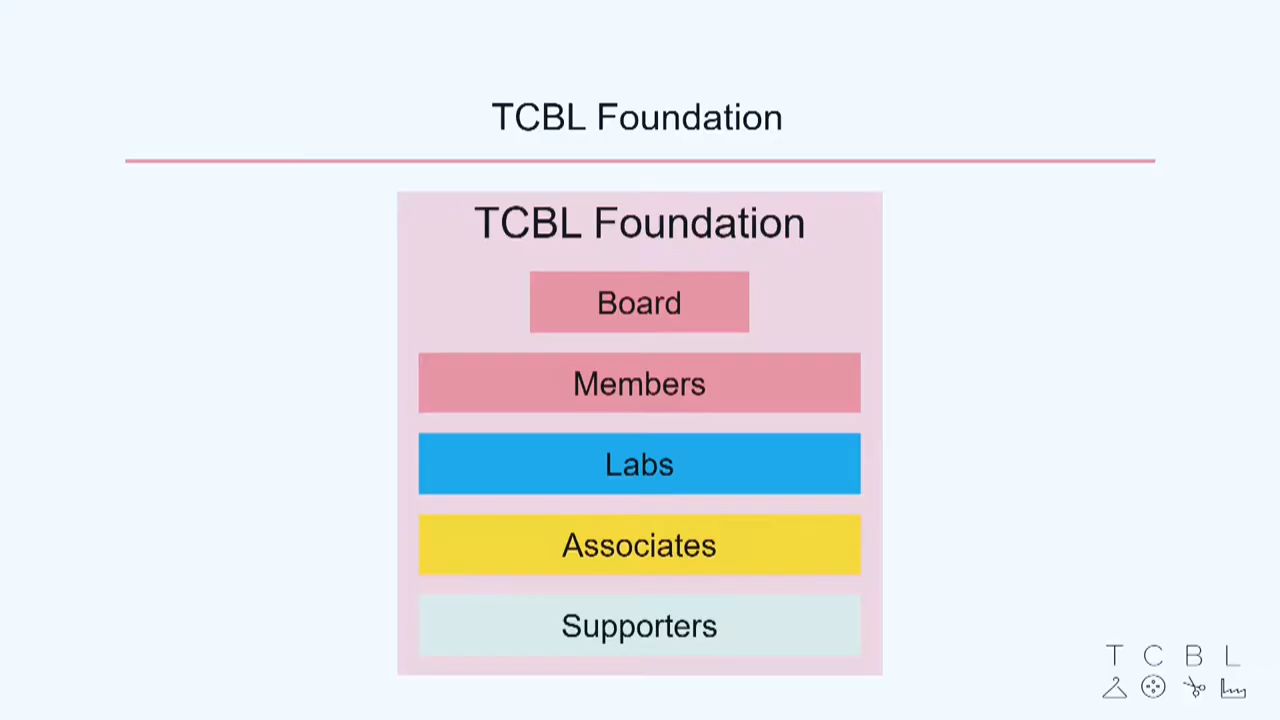 TCBL Foundation
TCBL Foundation
Board
Members
Labs
Associates
Supporters
T C B L